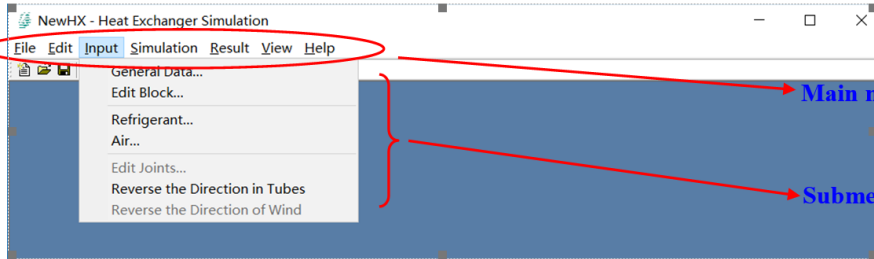 NewHX - Heat Exchanger Simulation
File Edit Input Simulation Result View Help
General Data...
Edit Block...
Refrigerant...
Air...
Edit Joints...
Reverse the Direction in Tubes
Reverse the Direction of Wind
Main